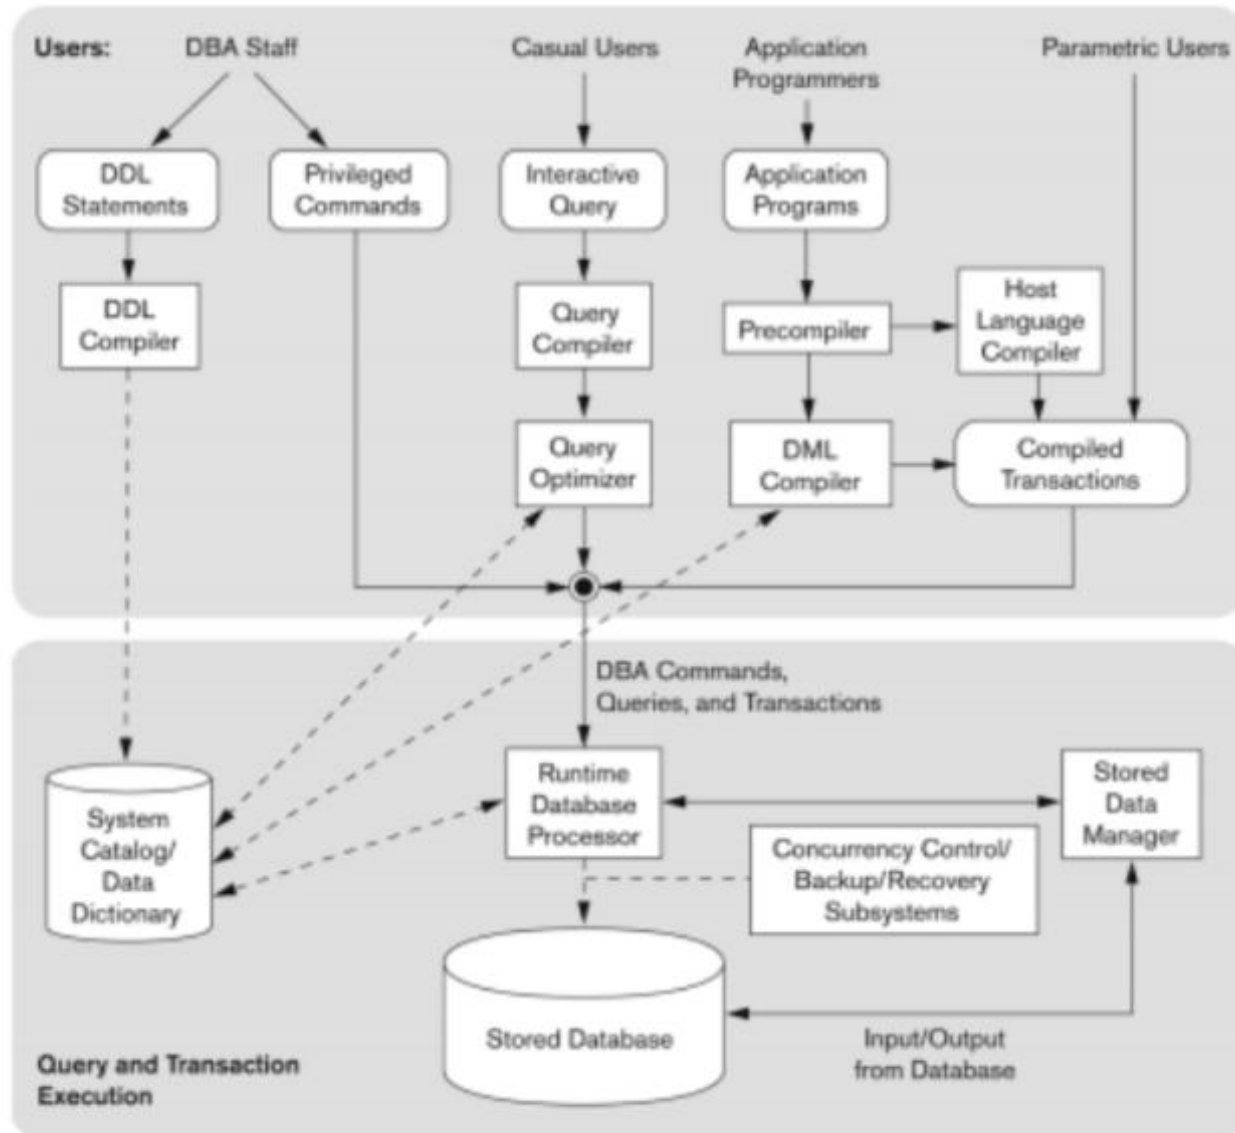 Users: DBA Staff Casual Users Application Programmers Parametric Users
DDL
Statements
Privileged
Commands
Interactive
Query
Application
Programs
DDL
Compiler
Query
Compiler
Precompiler
Host
Language
Compiler
Query
Optimizer
DML
Compiler
Compiled
Transactions
DBA Commands,
Queries, and Transactions
System
Catalog/
Data
Dictionary
Runtime
Database
Processor
Stored
Data
Manager
Concurrency Control/
Backup/Recovery
Subsystems
Stored Database
Input/Output
from Database
Query and Transaction
Execution